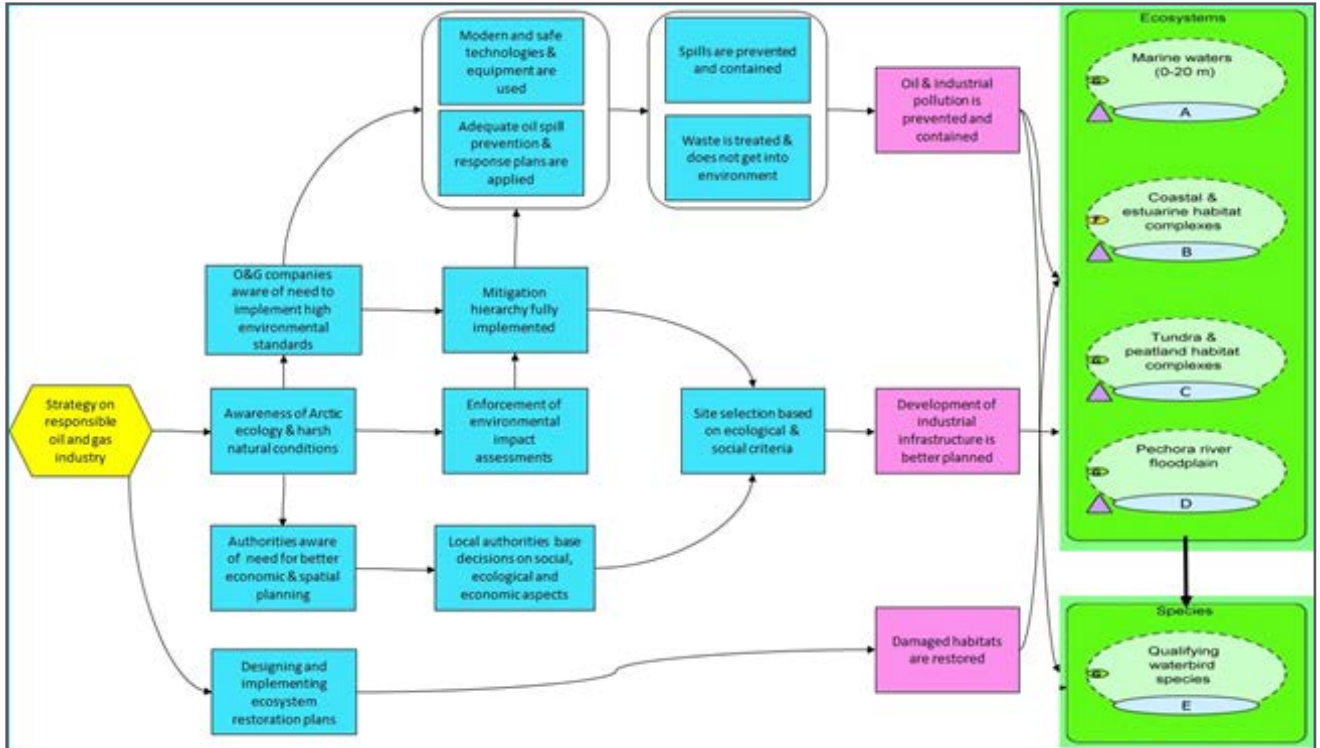 Strategy on
responsible
oil and gas
industry
O&G companies
aware of need to
implement high
environmental
standards
Awareness of Arctic
ecology & harsh
natural conditions
Authorities aware
of need for better
economic & spatial
planning
Designing and
implementing
ecosystem
restoration plans
Modern and safe
technologies &
equipment are
used
Adequate oil spill
prevention &
response plans are
applied
Mitigation
hierarchy fully
implemented
Enforcement of
environmental
impact
assessments
Local authorities base
decisions on social,
ecological and
economic aspects
Spills are prevented
and contained
Waste is treated &
does not get into
environment
Site selection based
on ecological &
social criteria
Oil & industrial
pollution is
prevented and
contained
Development of
industrial
infrastructure is
better planned
Damaged habitats
are restored
Ecosystems
Marine waters
(0-20 m)
G
A
Coastal &
estuarine habitat
complexes
B
Tundra &
peatland habitat
complexes
G
C
Pechora river
floodplain
G
D
Species
Qualifying
waterbird
species
G
E